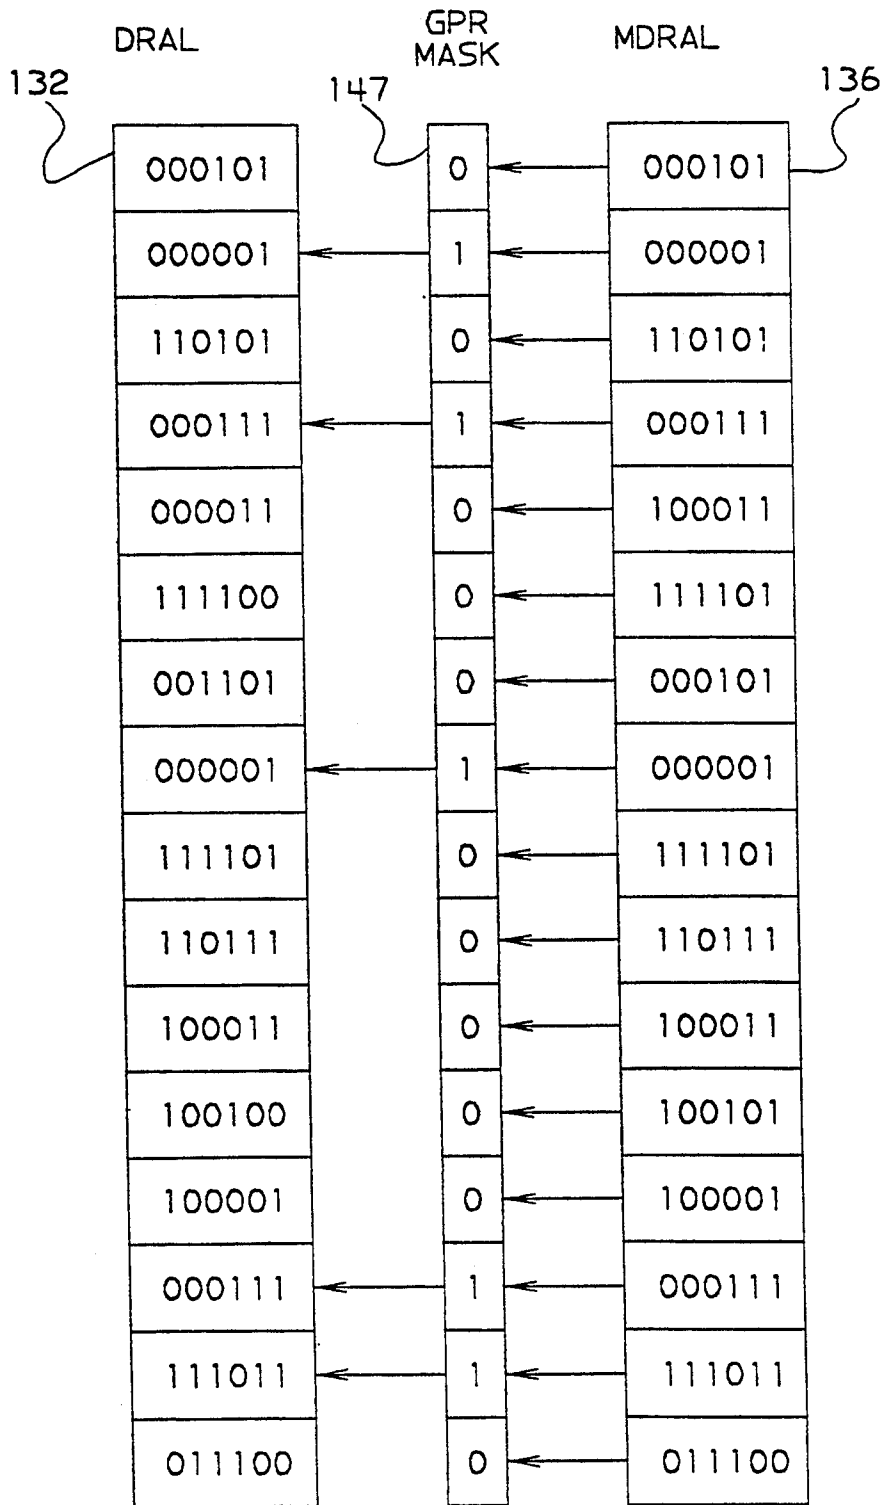 DRAL GPR MASK MDRAL
132 147 136
000101 0 000101
000001 1 000001
110101 0 110101
000111 1 000111
000011 0 100011
111100 0 111101
001101 0 000101
000001 1 000001
111101 0 111101
110111 0 110111
100011 0 100011
100100 0 100101
100001 0 100001
000111 1 000111
111011 1 111011
011100 0 011100